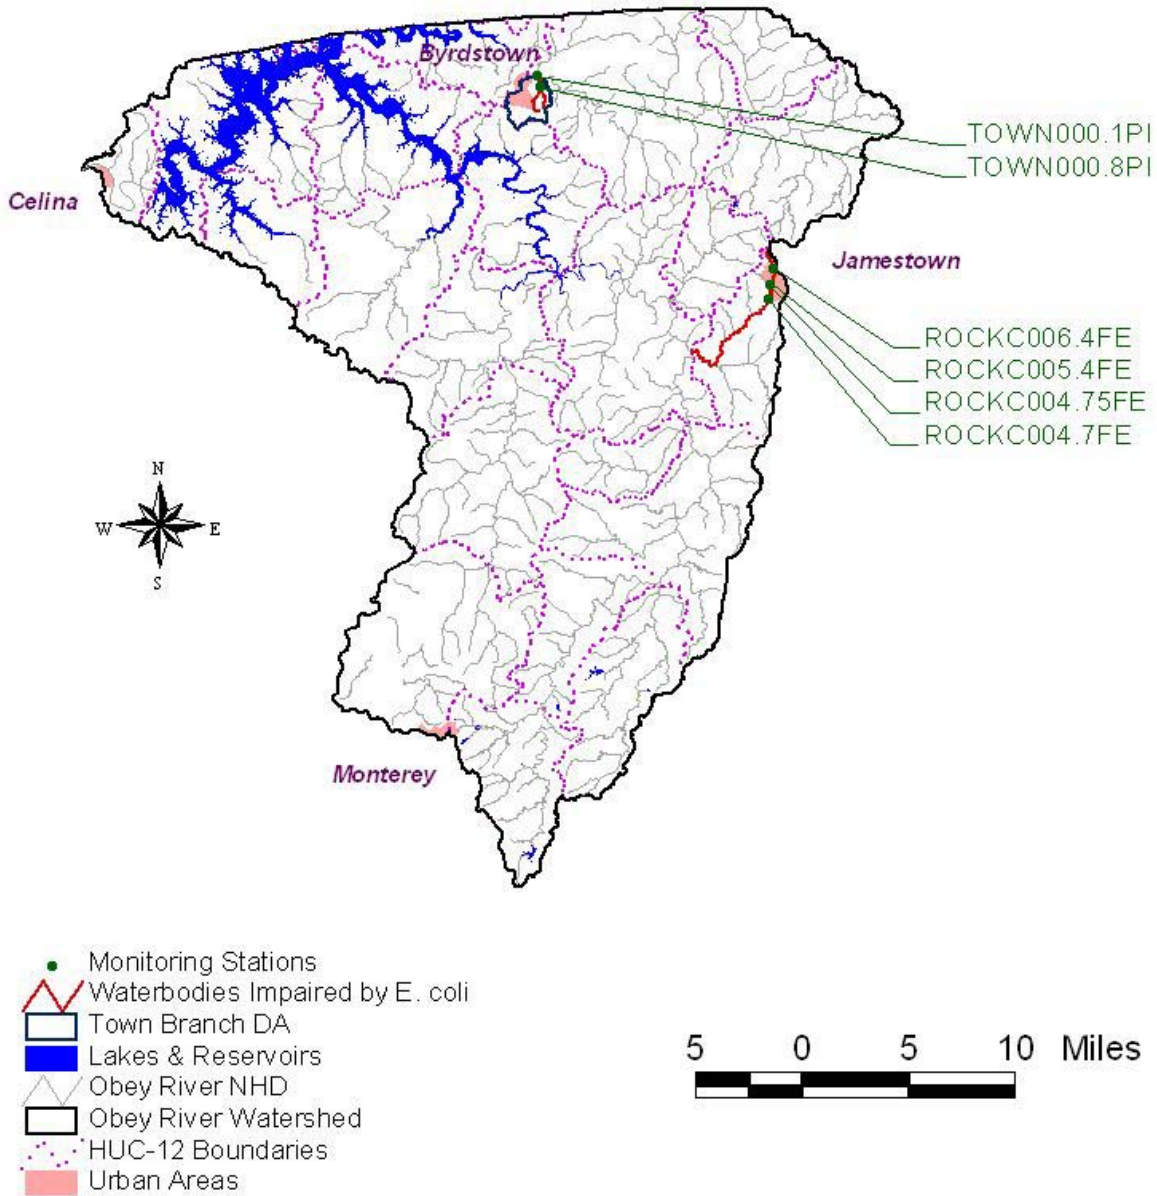 Byrdstown
TOWN000.1PI
TOWN000.8PI
Celina
Jamestown
ROCKC006.4FE
ROCKC005.4FE
ROCKC004.75FE
ROCKC004.7FE
N
W E
S
Monterey
Monitoring Stations
Waterbodies Impaired by E. coli
Town Branch DA
Lakes & Reservoirs
Obey River NHD
Obey River Watershed
HUC-12 Boundaries
Urban Areas
5 0 5 10 Miles